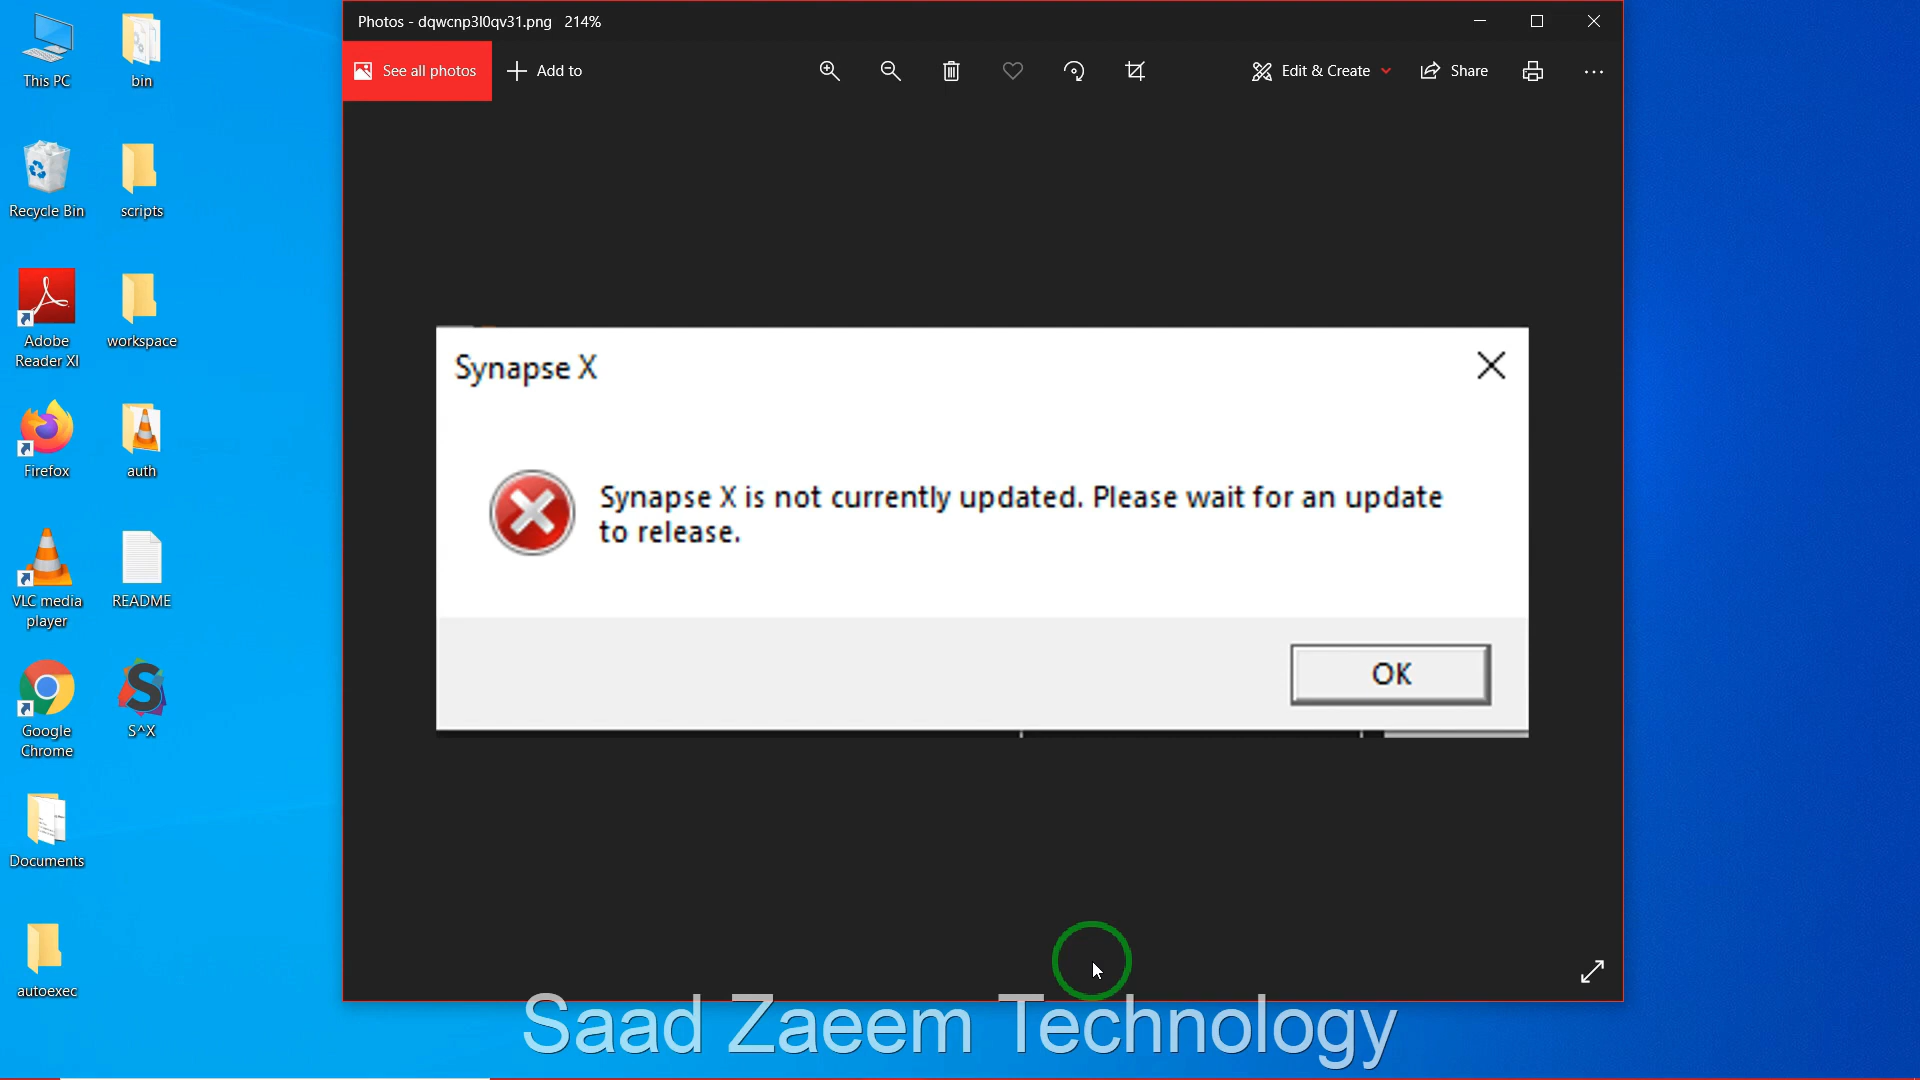 Photos - dqwcnp3l0qv31.png 214%
See all photos
Add to
Edit & Create
Share
This PC
bin
Recycle Bin
scripts
Adobe
Reader XI
workspace
Firefox
auth
VLC media
player
README
Google
Chrome
S^X
Documents
autoexec
Synapse X
Synapse X is not currently updated. Please wait for an update
to release.
OK
Saad Zaeem Technology